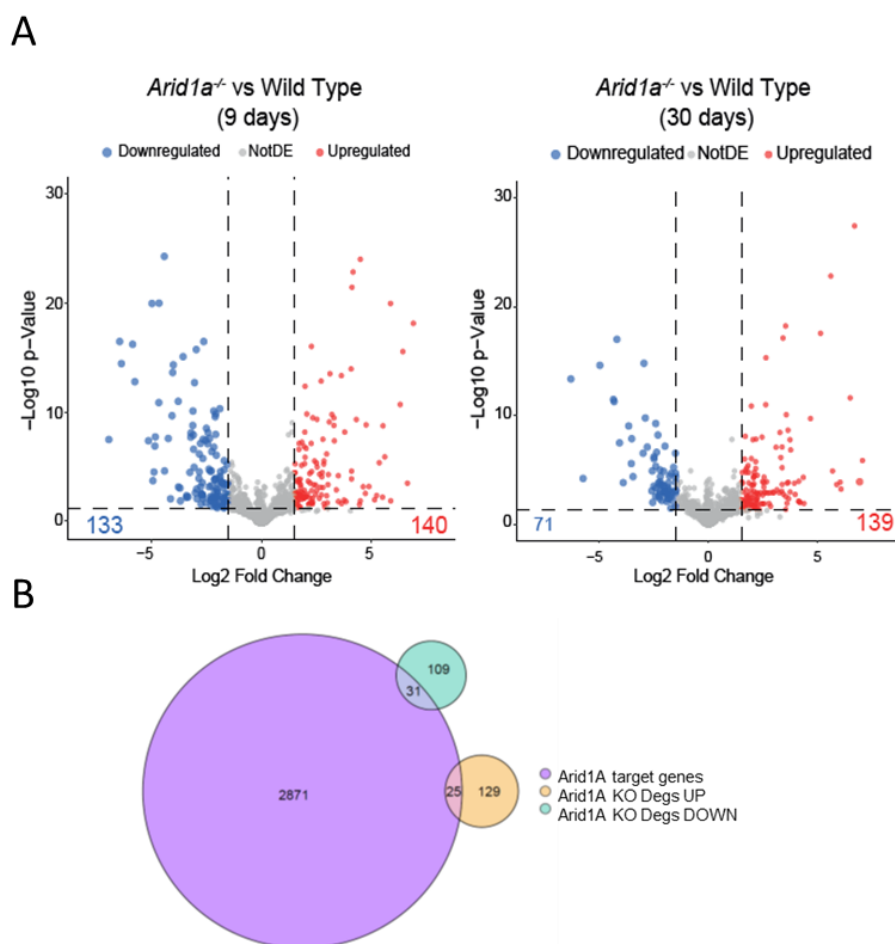 A
Arid1a-/- vs Wild Type
(9 days)
Downregulated NotDE Upregulated
30
20
10
0
−Log10 p-Value
133
140
−5 0 5
Log2 Fold Change
Arid1a-/- vs Wild Type
(30 days)
Downregulated NotDE Upregulated
30
20
10
0
−Log10 p-Value
71
139
−5 0 5
Log2 Fold Change
B
109
31
2871
25
129
Arid1A target genes
Arid1A KO Degs UP
Arid1A KO Degs DOWN